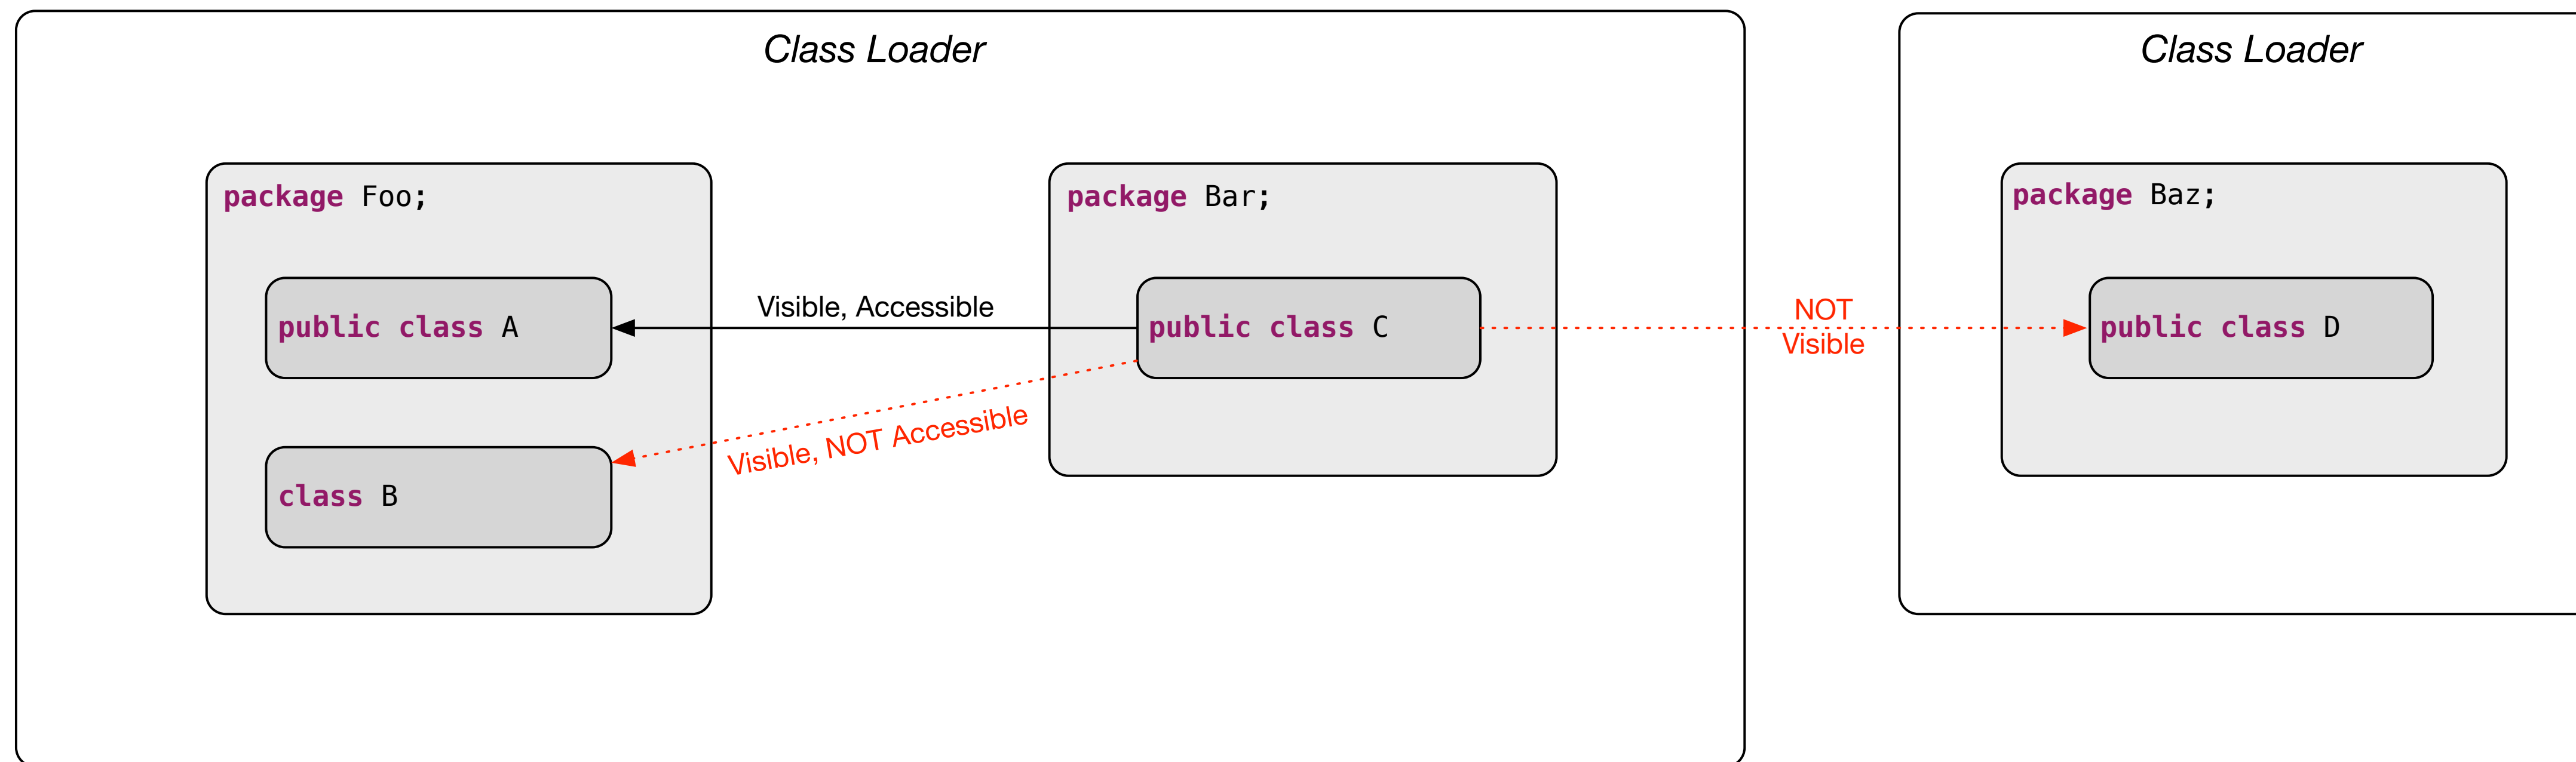 Class Loader
package Foo;
public class A
class B
Visible, Accessible
Visible, NOT Accessible
package Bar;
public class C
NOT
Visible
Class Loader
package Baz;
public class D